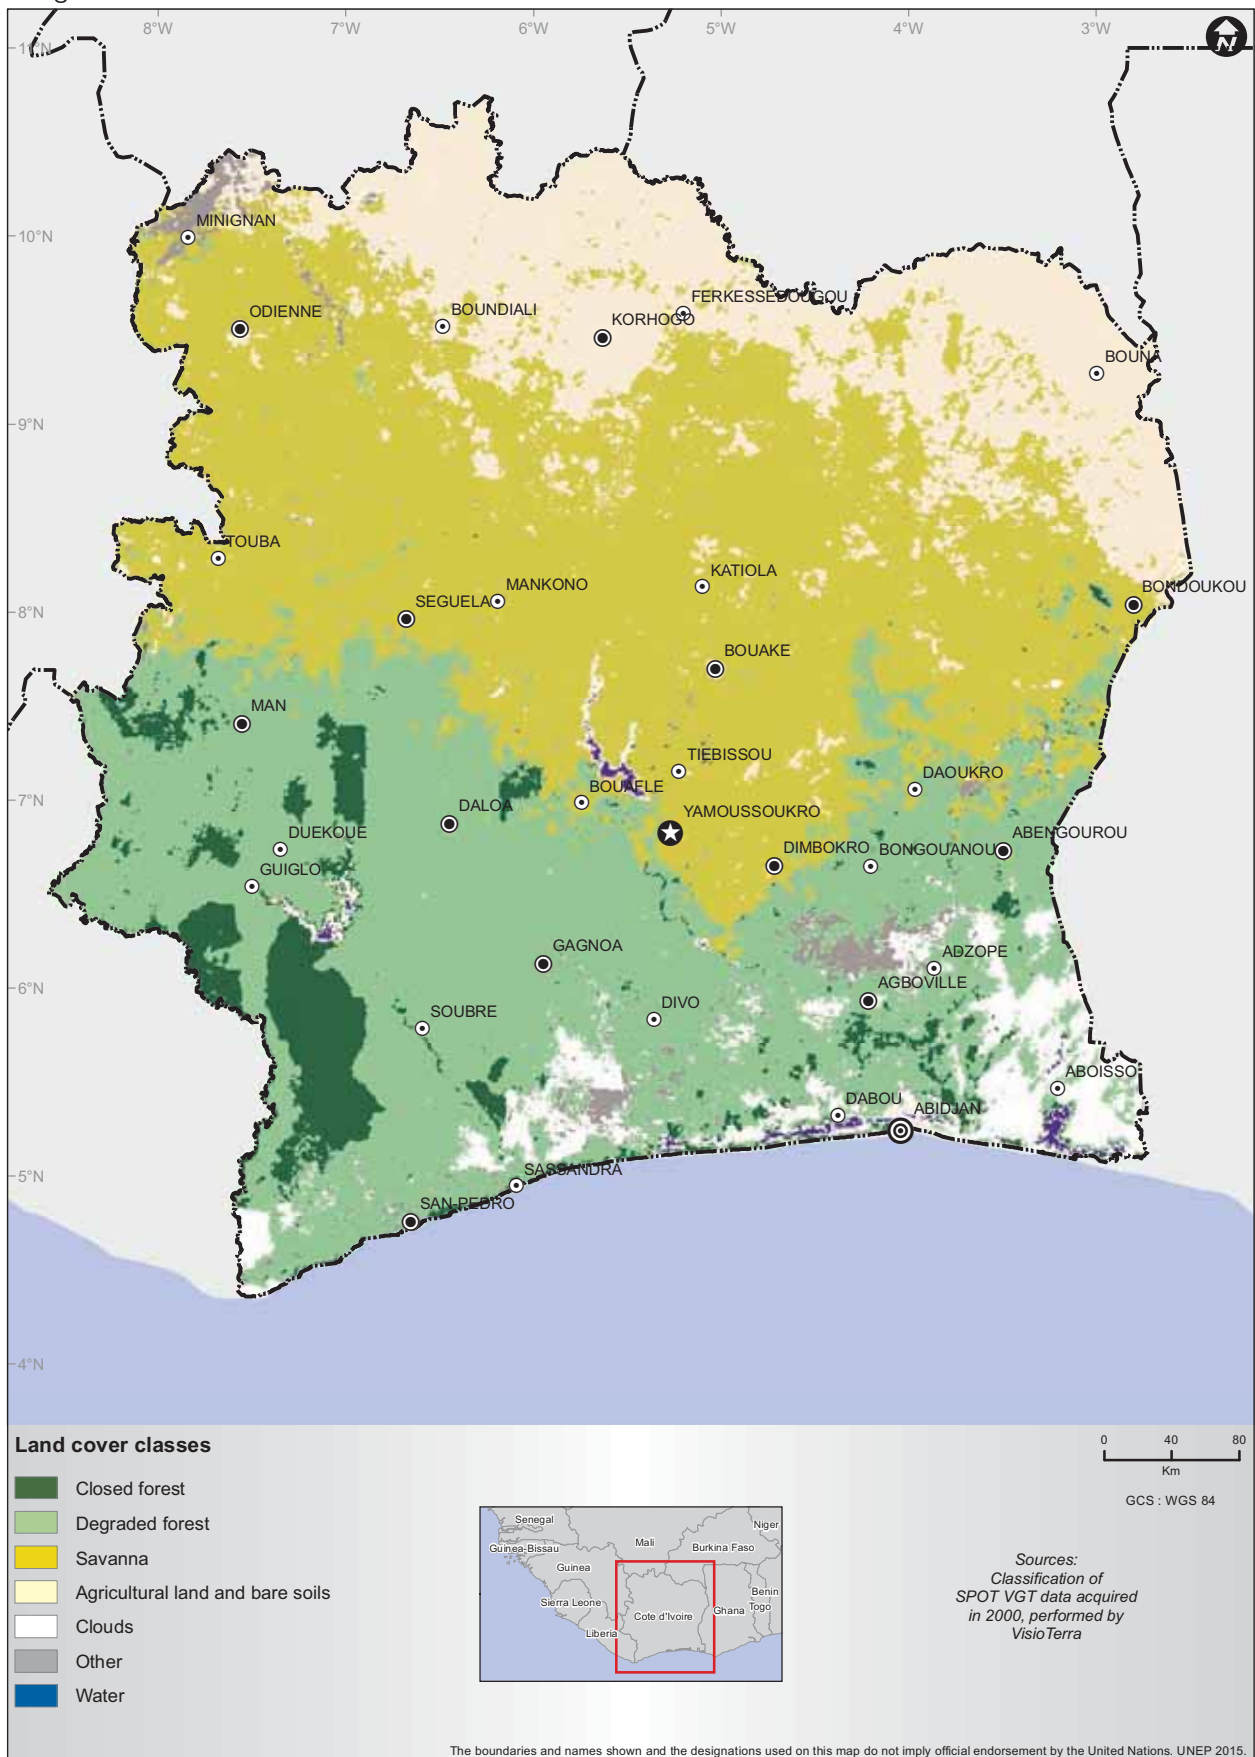 8°W 7°W 6°W 5°W 4°W 3°W
N
11°N
10°N
9°N
8°N
7°N
6°N
5°N
4°N
MINIGNAN
ODIENNE
BOUNDIALI
FERKESSEDOUGOU
KORHOGO
BOUNA
TOUBA
KATIOLA
MANKONO
SEGUELA
BONDOUKOU
BOUAKE
MAN
TIEBISSOU
DAOUKRO
BOUAFLE
DALOA
YAMOUSSOUKRO
DUEKOUE
ABENGOUROU
DIMBOKRO
BONGOUANOU
GUIGLO
GAGNOA
ADZOPE
AGBOVILLE
SOUBRE
DIVO
ABOISSO
DABOU
ABIDJAN
SASSANDRA
SAN-PEDRO
Land cover classes
Closed forest
Degraded forest
Savanna
Agricultural land and bare soils
Clouds
Other
Water
Senegal
Niger
Guinea-Bissau
Mali
Burkina Faso
Guinea
Benin
Sierra Leone
Cote d'Ivoire
Ghana
Togo
Liberia
0 40 80
Km
GCS : WGS 84
Sources:
Classification of
SPOT VGT data acquired
in 2000, performed by
VisioTerra
The boundaries and names shown and the designations used on this map do not imply official endorsement by the United Nations. UNEP 2015.